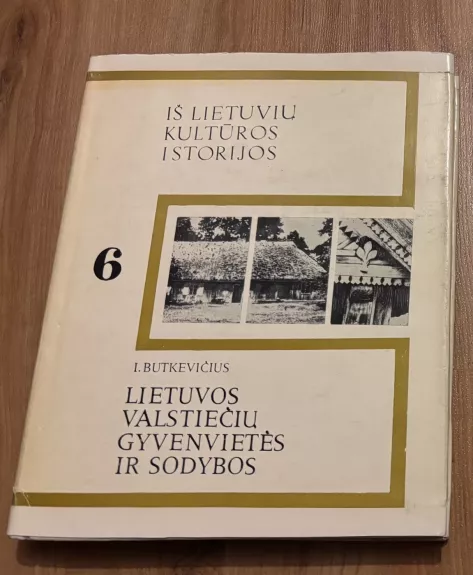 IŠ LIETUVIŲ
KULTŪROS
ISTORIJOS
6
I. BUTKEVIČIUS
LIETUVOS
VALSTIEČIŲ
GYVENVIETĖS
IR SODYBOS